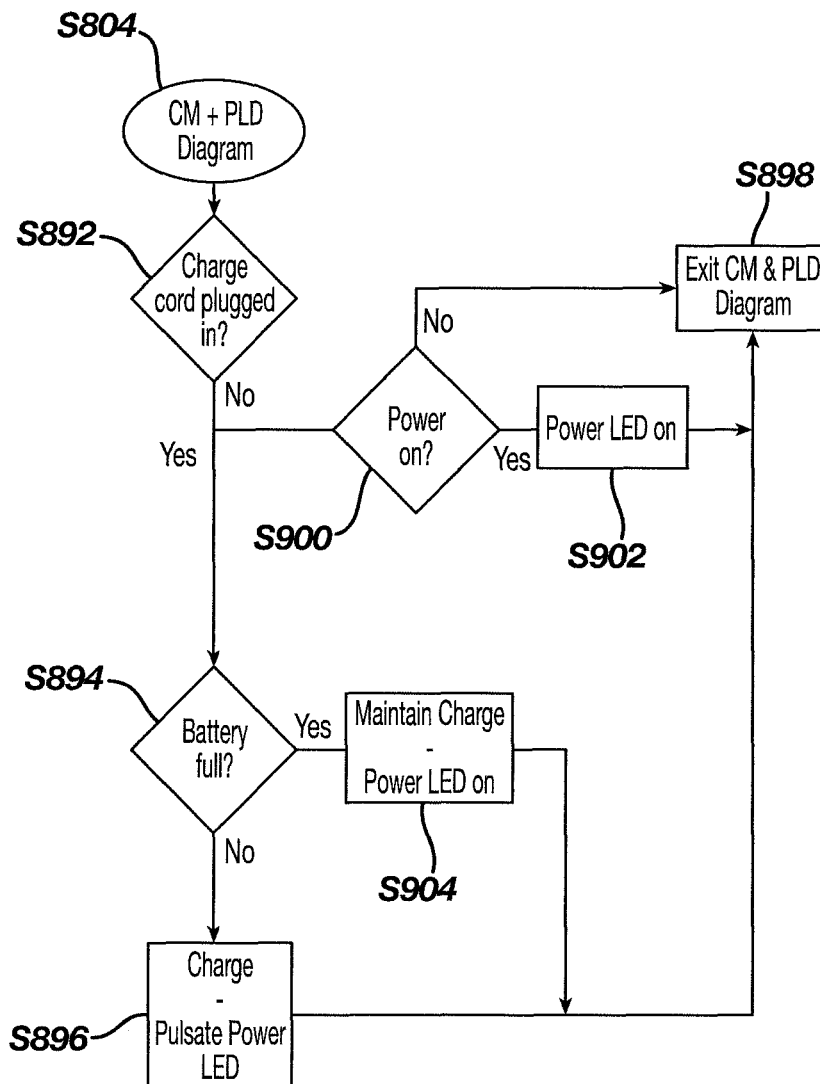 S804
CM + PLD
Diagram
S892
Charge
cord plugged
in?
No
Yes
S898
Exit CM & PLD
Diagram
No
Power
on?
Yes
S900
Power LED on
S902
S894
Battery
full?
Yes
No
Maintain Charge
-
Power LED on
S904
Charge
-
Pulsate Power
LED
S896